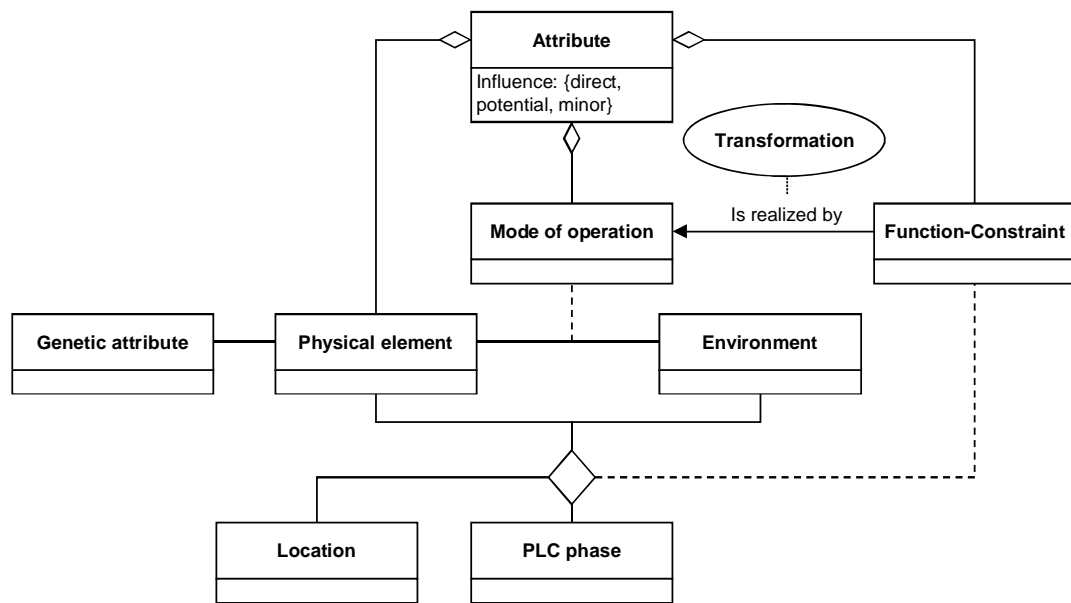 Attribute
Influence: {direct,
potential, minor}
Transformation
Is realized by
Mode of operation
Function-Constraint
Genetic attribute
Physical element
Environment
Location
PLC phase